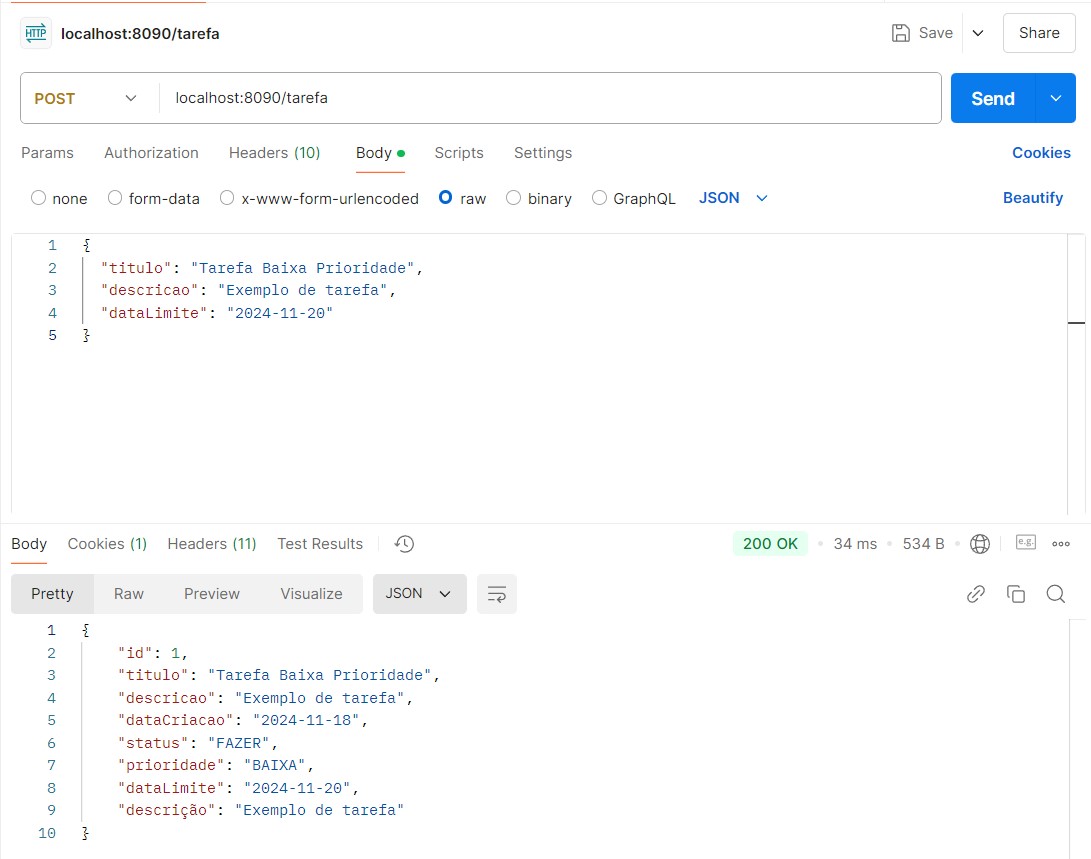 HTTP localhost:8090/tarefa Save Share
POST localhost:8090/tarefa Send
Params Authorization Headers (10) Body Scripts Settings Cookies
none form-data x-www-form-urlencoded raw binary GraphQL JSON Beautify
1 {
2 "titulo": "Tarefa Baixa Prioridade",
3 "descricao": "Exemplo de tarefa",
4 "dataLimite": "2024-11-20"
5 }
Body Cookies (1) Headers (11) Test Results 200 OK • 34 ms • 534 B • e.g.
Pretty Raw Preview Visualize JSON
1 {
2 "id": 1,
3 "titulo": "Tarefa Baixa Prioridade",
4 "descricao": "Exemplo de tarefa",
5 "dataCriacao": "2024-11-18",
6 "status": "FAZER",
7 "prioridade": "BAIXA",
8 "dataLimite": "2024-11-20",
9 "descrição": "Exemplo de tarefa"
10 }